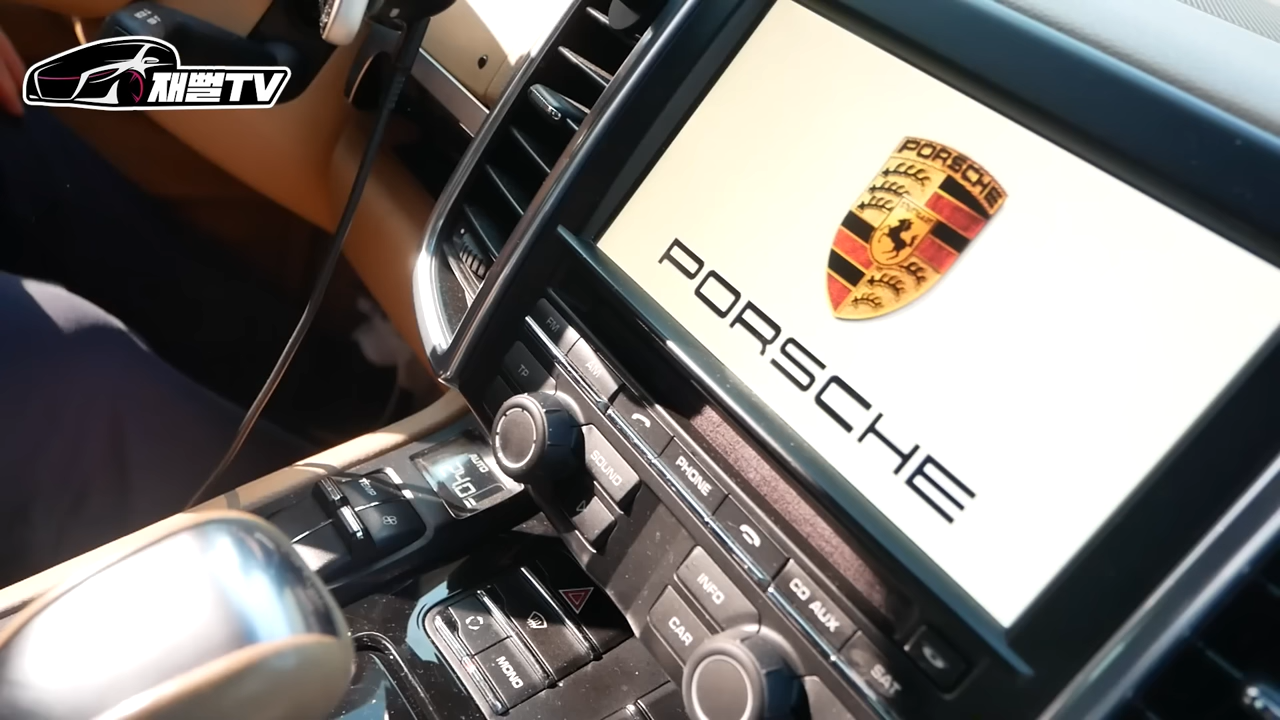 재뻘TV
PORSCHE
PORSCHE
FM
AM
TP
SOUND
PHONE
INFO
CD AUX
CAR
SAT
AUTO
MONO